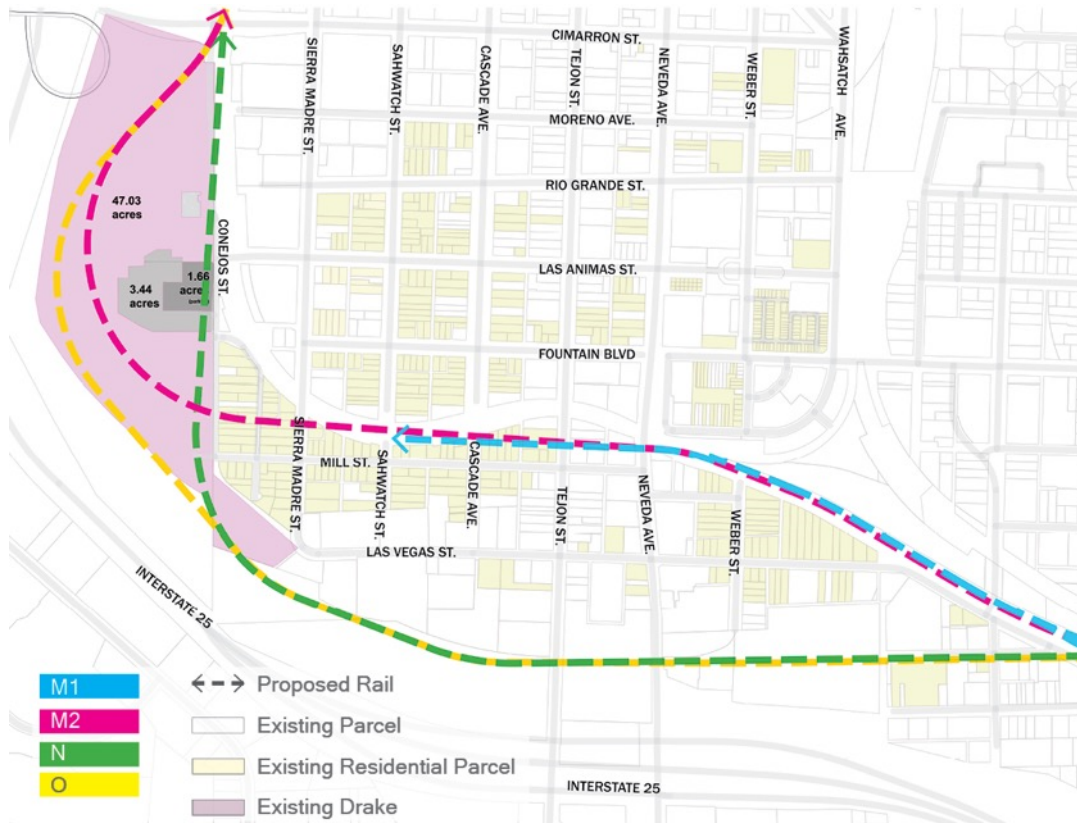 CIMARRON ST.
SIERRA MADRE ST.
SAHWATCH ST.
CASCADE AVE.
TEJON ST.
NEVEDA AVE.
WEBER ST.
WAHSATCH AVE.
MORENO AVE.
RIO GRANDE ST.
47.03
acres
CONEJOS ST.
LAS ANIMAS ST.
1.66
acres
3.44
acres
FOUNTAIN BLVD
SIERRA MADRE ST.
MILL ST.
SAHWATCH ST.
CASCADE AVE.
TEJON ST.
NEVEDA AVE.
WEBER ST.
LAS VEGAS ST.
INTERSTATE 25
M1
M2
N
O
Proposed Rail
Existing Parcel
Existing Residential Parcel
Existing Drake
INTERSTATE 25